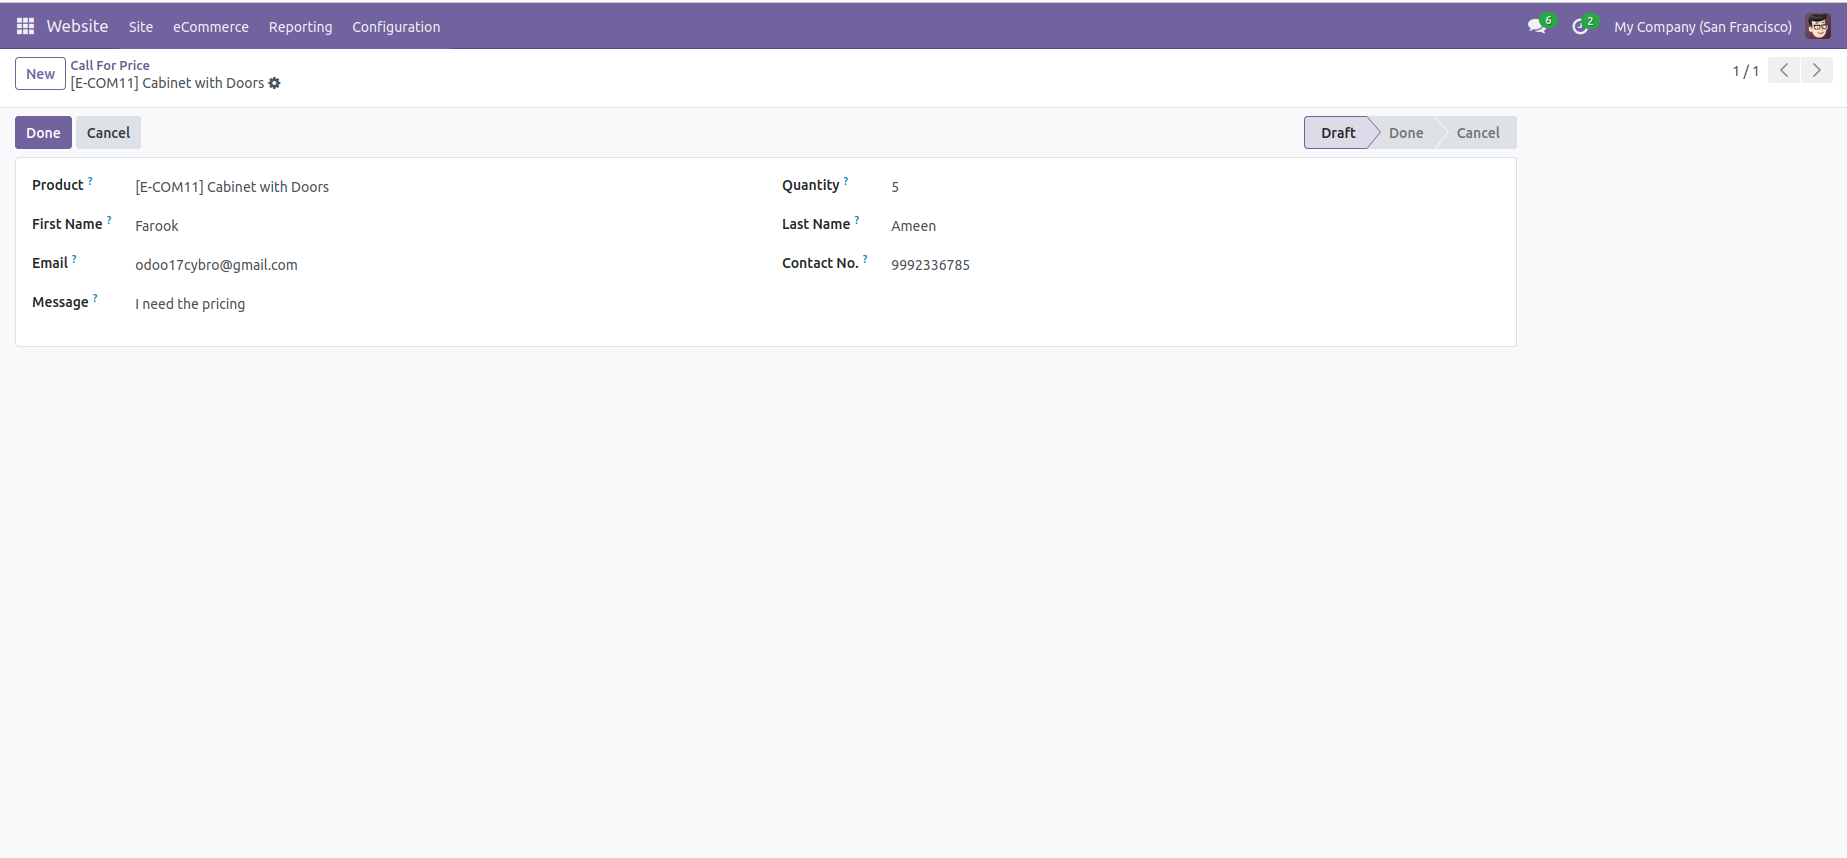 Website Site eCommerce Reporting Configuration 6 2 My Company (San Francisco)
New Call For Price
[E-COM11] Cabinet with Doors 1 / 1
Done Cancel Draft Done Cancel
Product ? [E-COM11] Cabinet with Doors Quantity ? 5
First Name ? Farook Last Name ? Ameen
Email ? odoo17cybro@gmail.com Contact No. ? 9992336785
Message ? I need the pricing